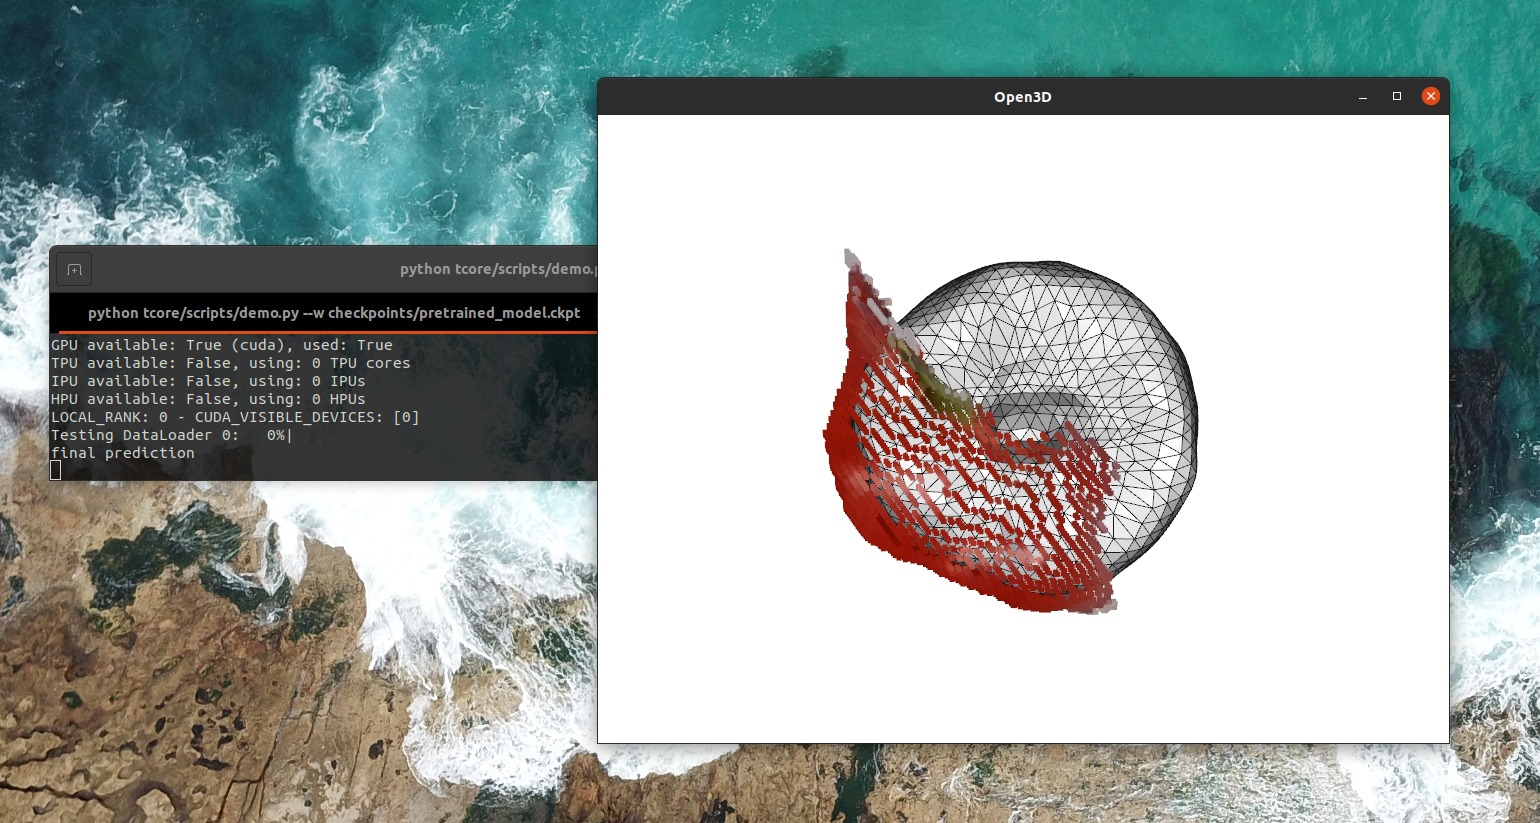 Open3D
python tcore/scripts/demo.p
python tcore/scripts/demo.py --w checkpoints/pretrained_model.ckpt
GPU available: True (cuda), used: True
TPU available: False, using: 0 TPU cores
IPU available: False, using: 0 IPUs
HPU available: False, using: 0 HPUs
LOCAL_RANK: 0 - CUDA_VISIBLE_DEVICES: [0]
Testing DataLoader 0:   0%|
final prediction